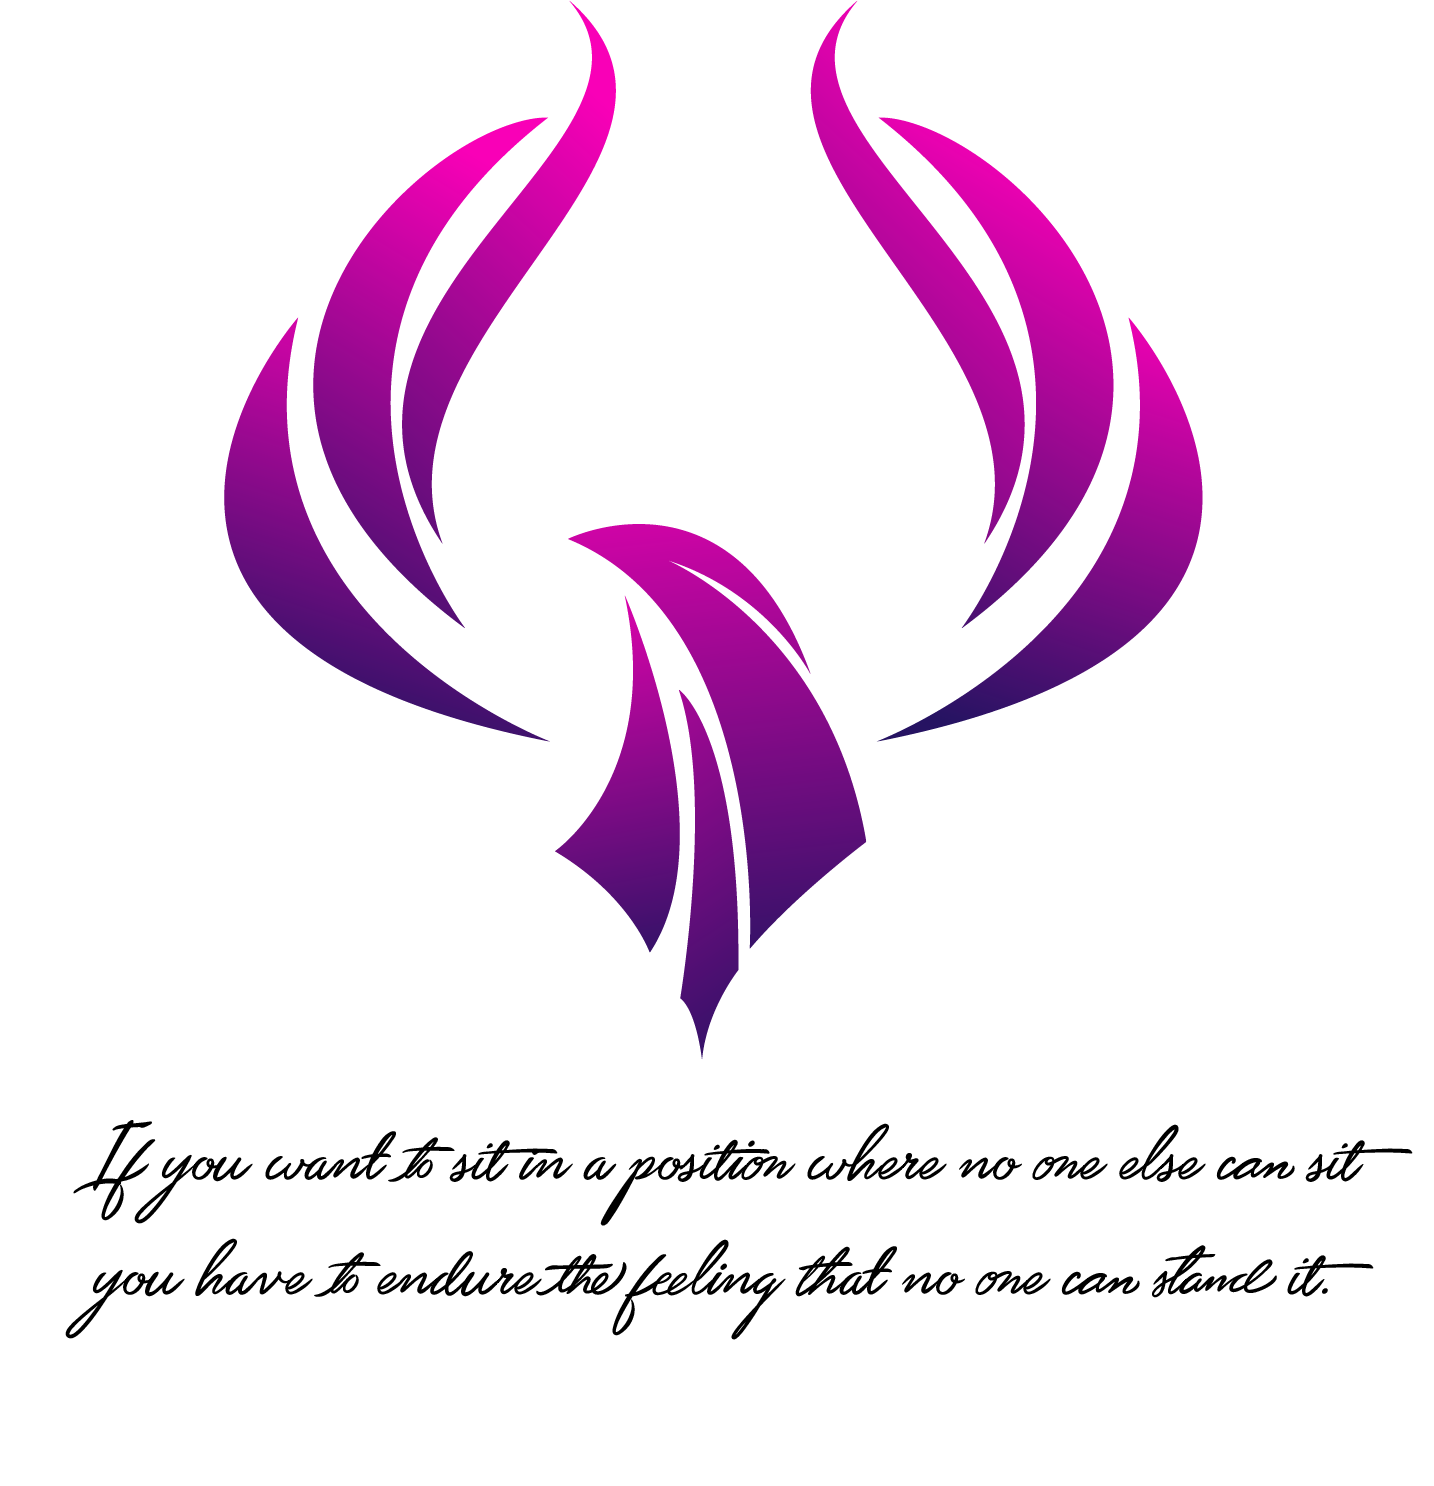 If you want to sit in a position where no one else can sit
you have to endure the feeling that no one can stand it.